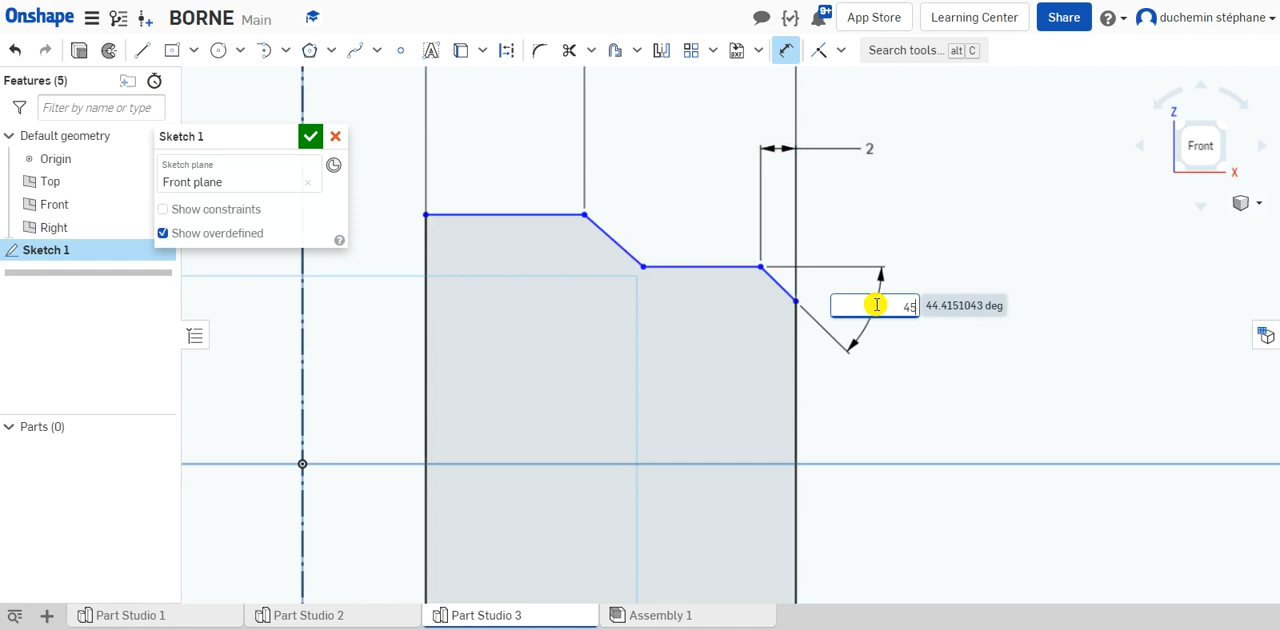 Onshape BORNE Main 9+ App Store Learning Center Share duchemin stéphane
Search tools... alt C
Features (5)
Filter by name or type
Default geometry
Origin
Top
Front
Right
Sketch 1
Parts (0)
Sketch 1
Sketch plane
Front plane
Show constraints
Show overdefined
2
45 44.4151043 deg
Z
Front
X
Part Studio 1 Part Studio 2 Part Studio 3 Assembly 1